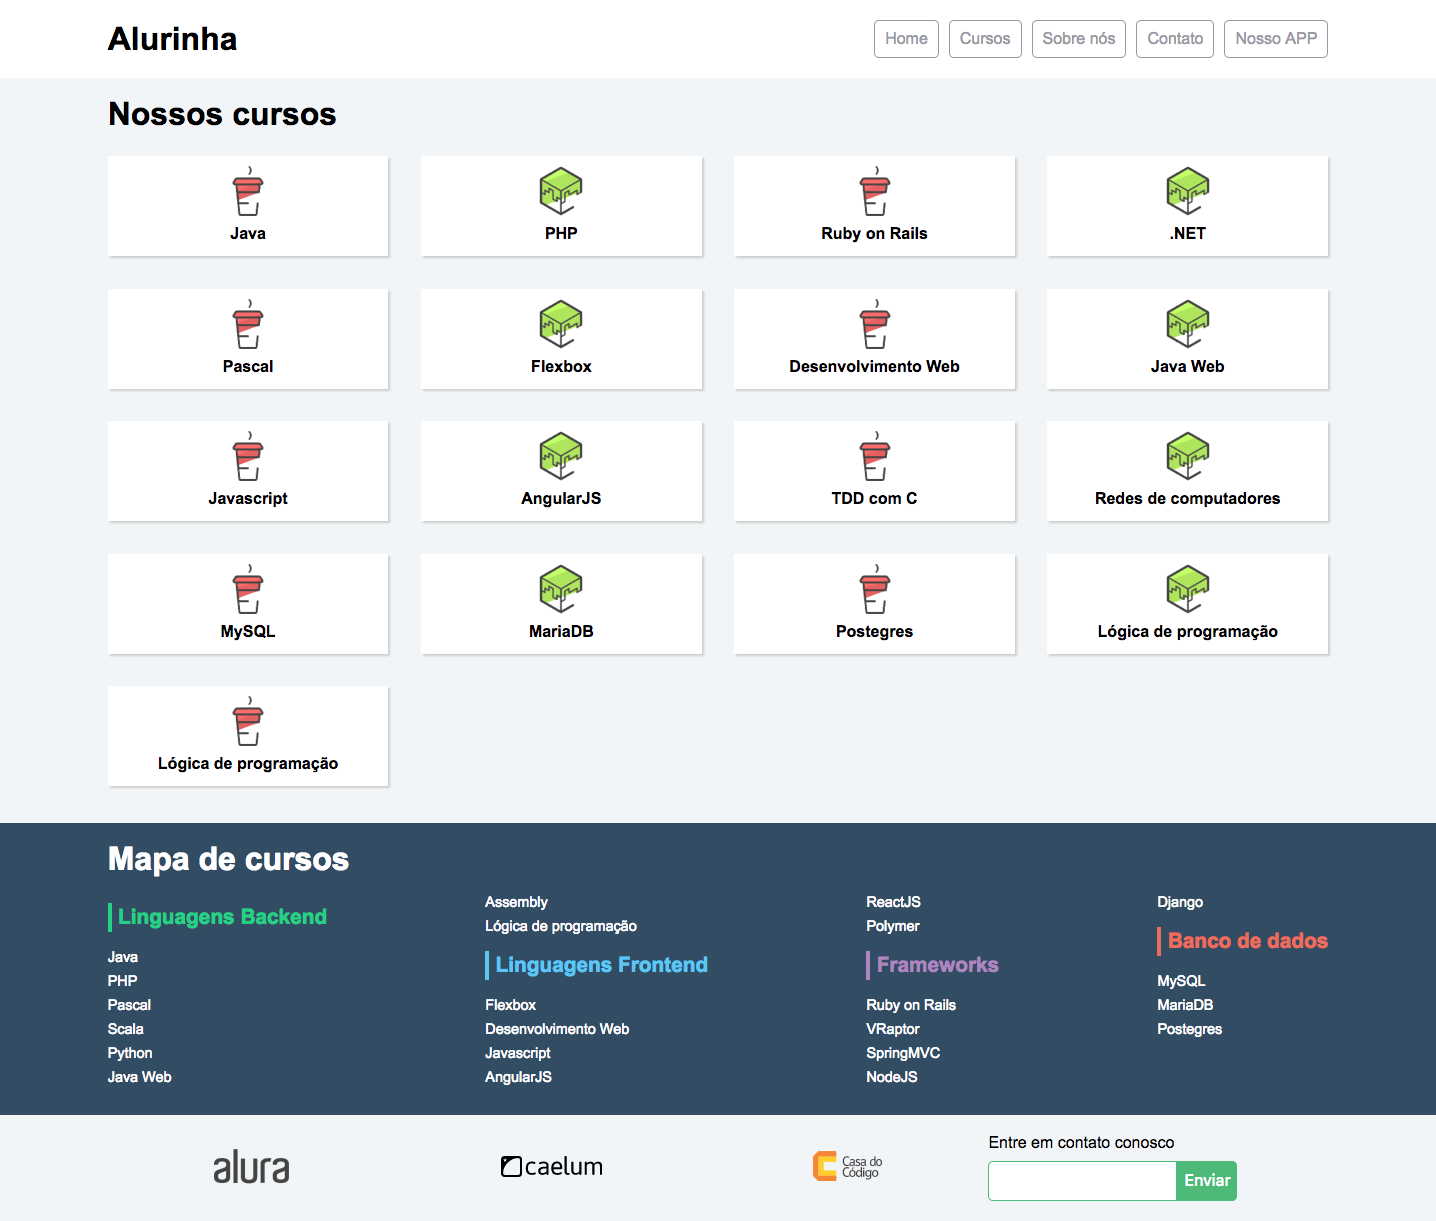 Alurinha
Home
Cursos
Sobre nós
Contato
Nosso APP
Nossos cursos
Java
PHP
Ruby on Rails
.NET
Pascal
Flexbox
Desenvolvimento Web
Java Web
Javascript
AngularJS
TDD com C
Redes de computadores
MySQL
MariaDB
Postegres
Lógica de programação
Lógica de programação
Mapa de cursos
Linguagens Backend
Java
PHP
Pascal
Scala
Python
Java Web
Assembly
Lógica de programação
Linguagens Frontend
Flexbox
Desenvolvimento Web
Javascript
AngularJS
ReactJS
Polymer
Frameworks
Ruby on Rails
VRaptor
SpringMVC
NodeJS
Django
Banco de dados
MySQL
MariaDB
Postegres
alura
caelum
Casa do
Código
Entre em contato conosco
Enviar